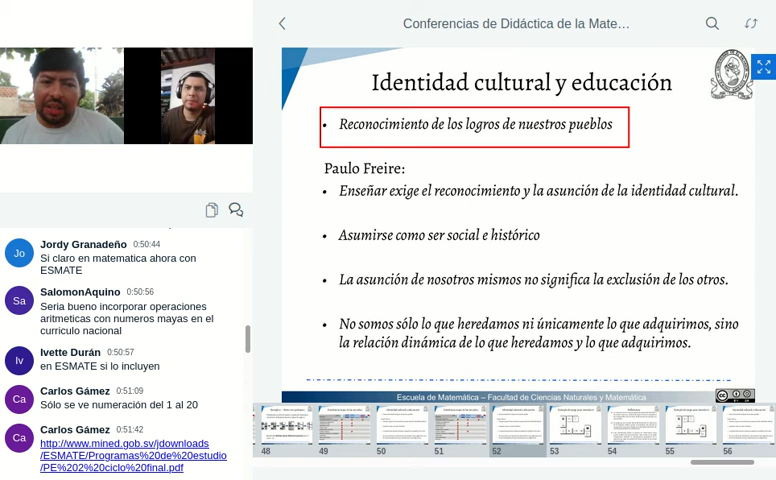 Conferencias de Didáctica de la Mate...
Identidad cultural y educación
• Reconocimiento de los logros de nuestros pueblos
Paulo Freire:
• Enseñar exige el reconocimiento y la asunción de la identidad cultural.
• Asumirse como ser social e histórico
• La asunción de nosotros mismos no significa la exclusión de los otros.
• No somos sólo lo que heredamos ni únicamente lo que adquirimos, sino
la relación dinámica de lo que heredamos y lo que adquirimos.
Escuela de Matemática – Facultad de Ciencias Naturales y Matemática
48 49 50 51 52 53 54 55 56
Jo
Jordy Granadeño 0:50:44
Si claro en matematica ahora con
ESMATE
Sa
SalomonAquino 0:50:56
Seria bueno incorporar operaciones
aritmeticas con numeros mayas en el
curriculo nacional
Iv
Ivette Durán 0:50:57
en ESMATE si lo incluyen
Ca
Carlos Gámez 0:51:09
Sólo se ve numeración del 1 al 20
Ca
Carlos Gámez 0:51:42
http://www.mined.gob.sv/jdownloads
/ESMATE/Programas%20de%20estudio
/PE%202%20ciclo%20final.pdf